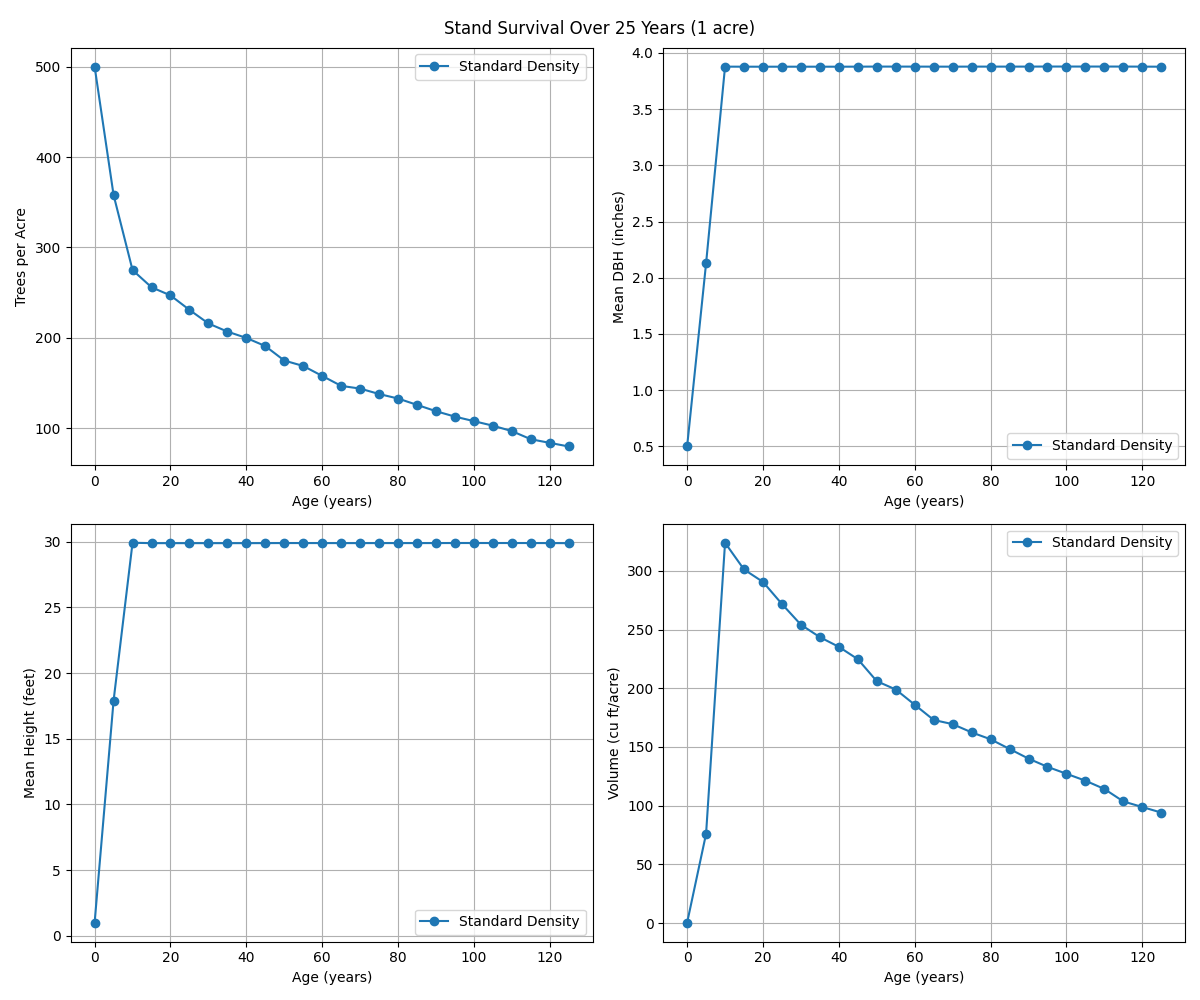 Stand Survival Over 25 Years (1 acre)
Trees per Acre
500
400
300
200
100
Standard Density
0 20 40 60 80 100 120
Age (years)
Mean DBH (inches)
4.0
3.5
3.0
2.5
2.0
1.5
1.0
0.5
Standard Density
0 20 40 60 80 100 120
Age (years)
Mean Height (feet)
30
25
20
15
10
5
0
Standard Density
0 20 40 60 80 100 120
Age (years)
Volume (cu ft/acre)
300
250
200
150
100
50
0
Standard Density
0 20 40 60 80 100 120
Age (years)